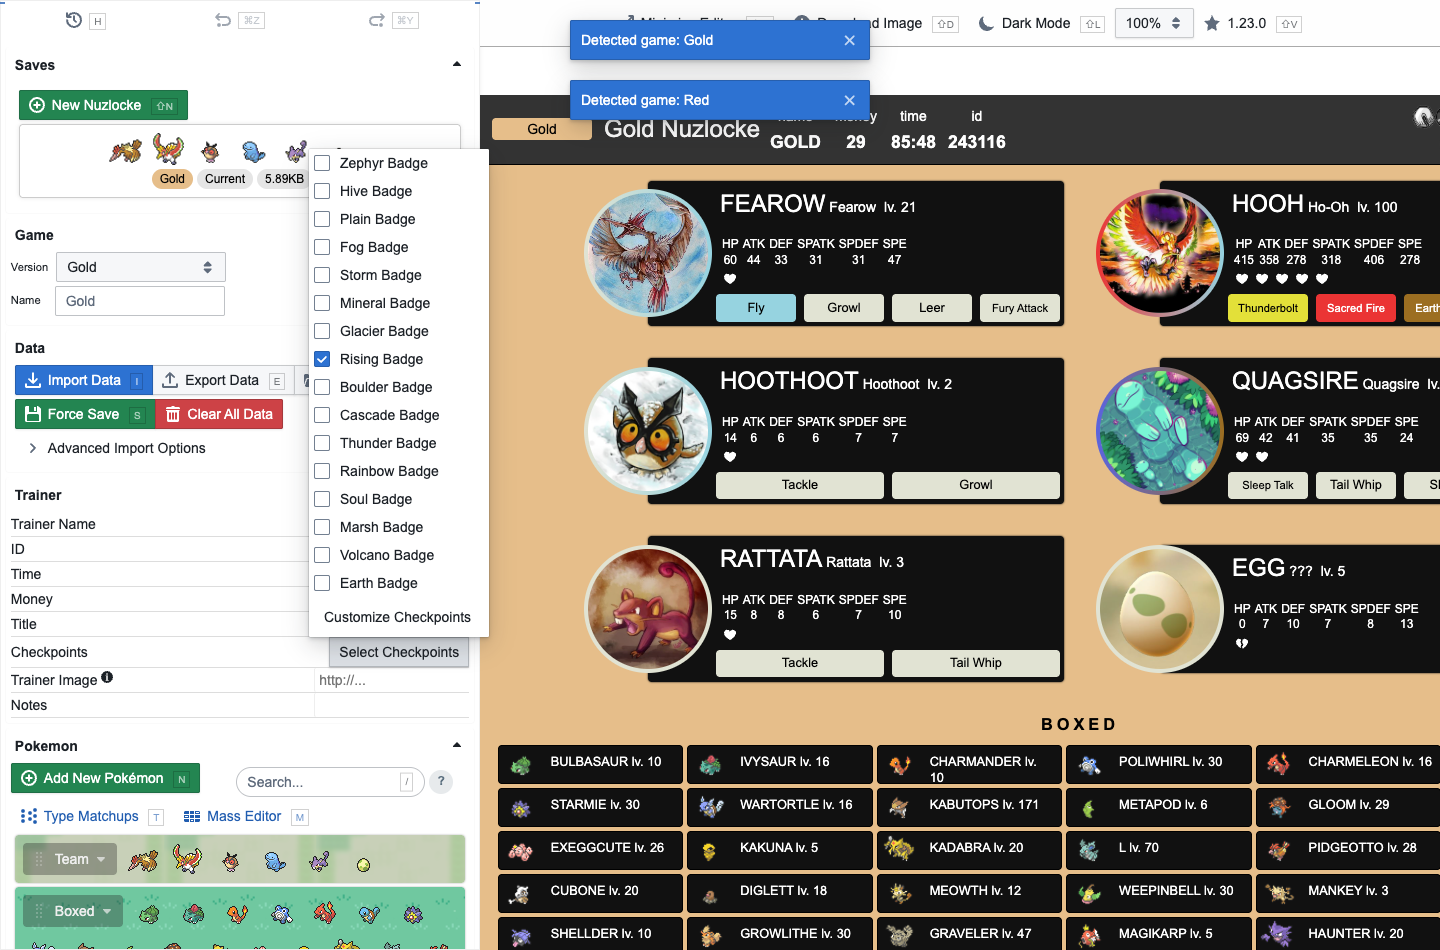 H
⌘Z
⌘Y
Download Image
⇧D
Dark Mode
⇧L
100%
1.23.0
⇧V
Detected game: Gold
Detected game: Red
Saves
New Nuzlocke
⇧N
Gold
Current
5.89KB
Gold
Gold Nuzlocke
time
id
GOLD
29
85:48
243116
Game
Version
Gold
Name
Gold
Data
Import Data
I
Export Data
E
Force Save
S
Clear All Data
Advanced Import Options
Trainer
Trainer Name
ID
Time
Money
Title
Checkpoints
Select Checkpoints
Trainer Image
http://...
Notes
Zephyr Badge
Hive Badge
Plain Badge
Fog Badge
Storm Badge
Mineral Badge
Glacier Badge
Rising Badge
Boulder Badge
Cascade Badge
Thunder Badge
Rainbow Badge
Soul Badge
Marsh Badge
Volcano Badge
Earth Badge
Customize Checkpoints
Pokemon
Add New Pokémon
N
Search...
/
?
Type Matchups
T
Mass Editor
M
Team
Boxed
FEAROW Fearow lv. 21
HP ATK DEF SPATK SPDEF SPE
60 44 33 31 31 47
Fly
Growl
Leer
Fury Attack
HOOH Ho-Oh lv. 100
HP ATK DEF SPATK SPDEF SPE
415 358 278 318 406 278
Thunderbolt
Sacred Fire
Earth
HOOTHOOT Hoothoot lv. 2
HP ATK DEF SPATK SPDEF SPE
14 6 6 6 7 7
Tackle
Growl
QUAGSIRE Quagsire lv.
HP ATK DEF SPATK SPDEF SPE
69 42 41 35 35 24
Sleep Talk
Tail Whip
RATTATA Rattata lv. 3
HP ATK DEF SPATK SPDEF SPE
15 8 8 6 7 10
Tackle
Tail Whip
EGG ??? lv. 5
HP ATK DEF SPATK SPDEF SPE
0 7 10 7 8 13
BOXED
BULBASAUR lv. 10
IVYSAUR lv. 16
CHARMANDER lv. 10
POLIWHIRL lv. 30
CHARMELEON lv. 16
STARMIE lv. 30
WARTORTLE lv. 16
KABUTOPS lv. 171
METAPOD lv. 6
GLOOM lv. 29
EXEGGCUTE lv. 26
KAKUNA lv. 5
KADABRA lv. 20
L lv. 70
PIDGEOTTO lv. 28
CUBONE lv. 20
DIGLETT lv. 18
MEOWTH lv. 12
WEEPINBELL lv. 30
MANKEY lv. 3
SHELLDER lv. 10
GROWLITHE lv. 30
GRAVELER lv. 47
MAGIKARP lv. 5
HAUNTER lv. 20